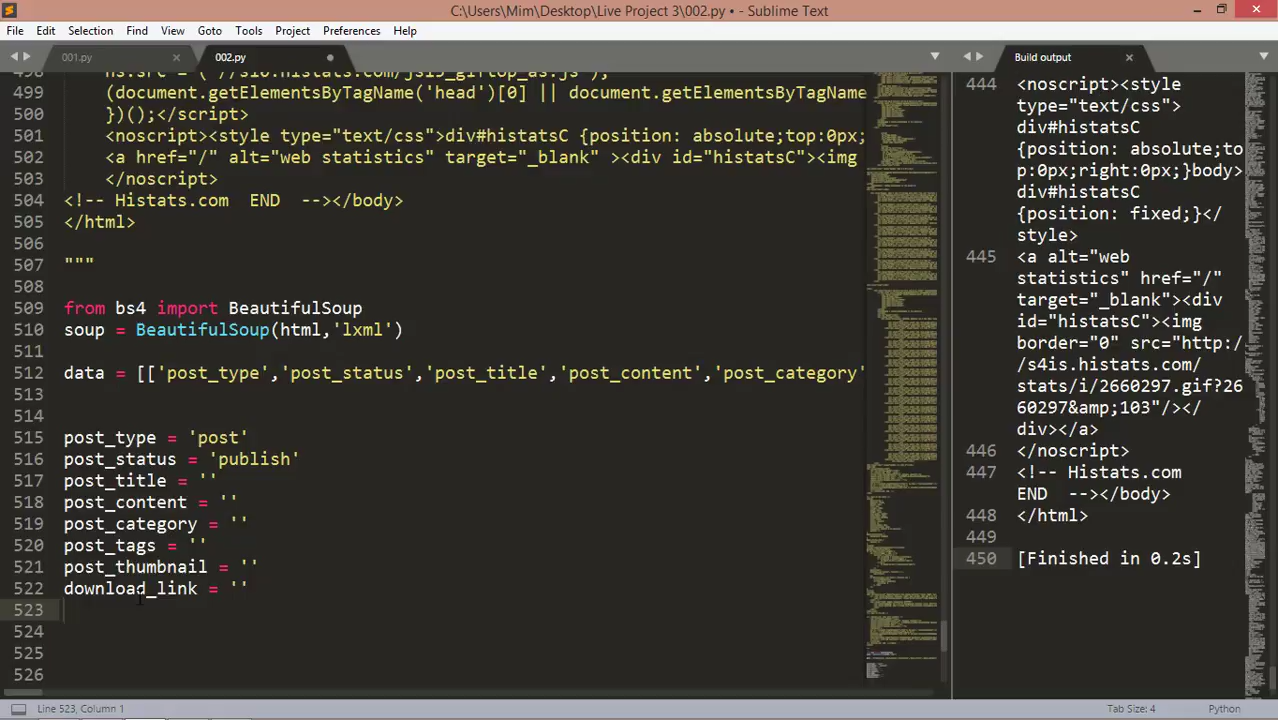 C:\Users\Mim\Desktop\Live Project 3\002.py • - Sublime Text
File Edit Selection Find View Goto Tools Project Preferences Help
001.py 002.py Build output
499 (document.getElementsByTagName('head')[0] || document.getElementsByTagName
500 })();</script>
501 <noscript><style type="text/css">div#histatsC {position: absolute;top:0px;
502 <a href="/" alt="web statistics" target="_blank" ><div id="histatsC"><img
503 </noscript>
504 <!-- Histats.com  END  --></body>
505 </html>
506
507 """
508
509 from bs4 import BeautifulSoup
510 soup = BeautifulSoup(html,'lxml')
511
512 data = [['post_type','post_status','post_title','post_content','post_category'
513
514
515 post_type = 'post'
516 post_status = 'publish'
517 post_title = ''
518 post_content = ''
519 post_category = ''
520 post_tags = ''
521 post_thumbnail = ''
522 download_link = ''
523
524
525
526
444 <noscript><style
type="text/css">
div#histatsC
{position: absolute;to
p:0px;right:0px;}body>
div#histatsC
{position: fixed;}</
style>
445 <a alt="web
statistics" href="/"
target="_blank"><div
id="histatsC"><img
border="0" src="http:/
/s4is.histats.com/
stats/i/2660297.gif?26
60297&amp;103"/></
div></a>
446 </noscript>
447 <!-- Histats.com
END  --></body>
448 </html>
449
450 [Finished in 0.2s]
Line 523, Column 1
Tab Size: 4 Python